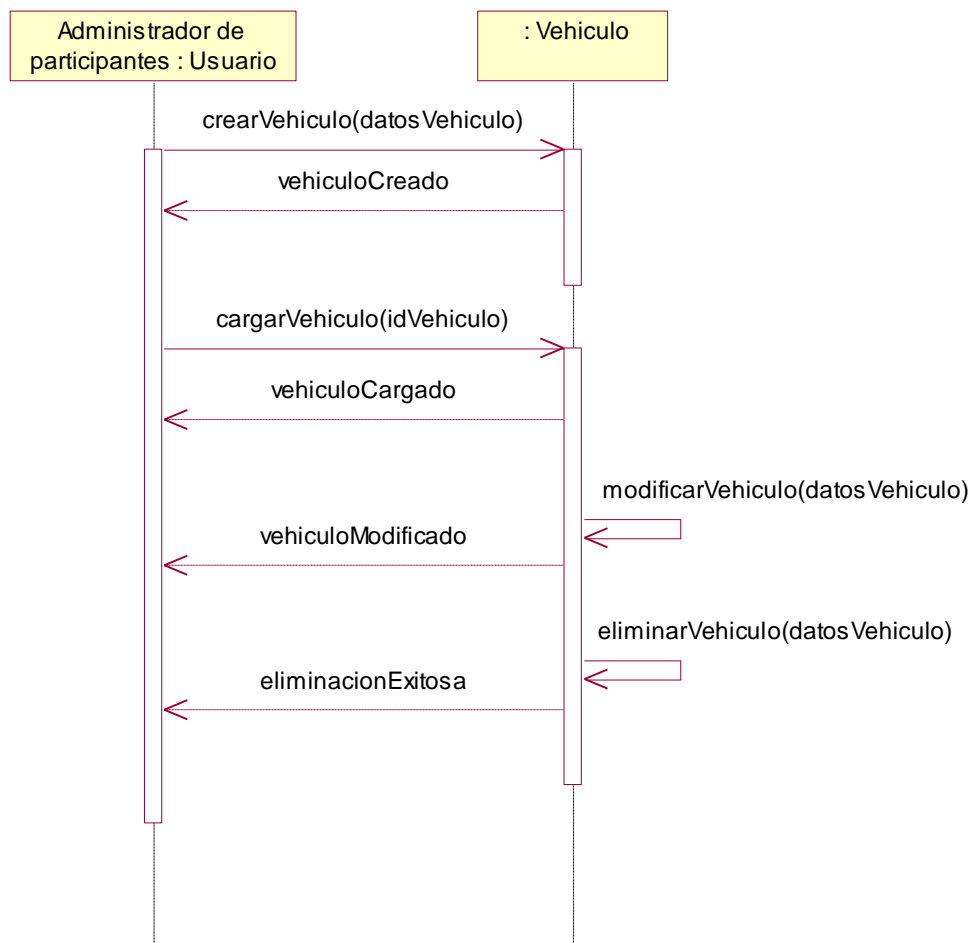 Administrador de
participantes : Usuario
: Vehiculo
crearVehiculo(datosVehiculo)
vehiculoCreado
cargarVehiculo(idVehiculo)
vehiculoCargado
modificarVehiculo(datosVehiculo)
vehiculoModificado
eliminarVehiculo(datosVehiculo)
eliminacionExitosa